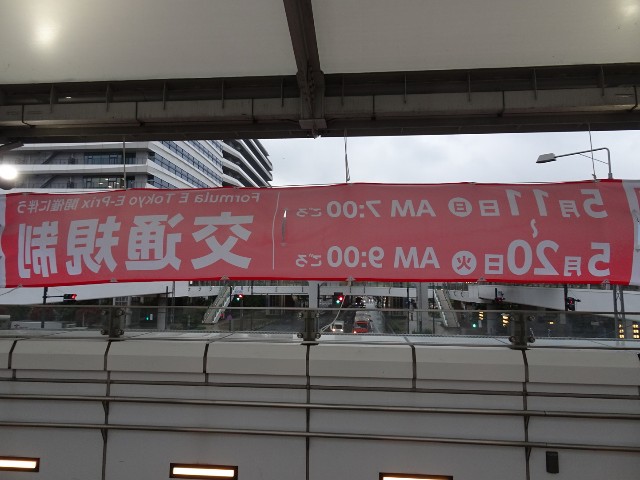 Formula E Tokyo E-Prix 開催に伴う
交通規制
5月11日(日) AM 7:00ごろ
～
5月20日(火) AM 9:00ごろ